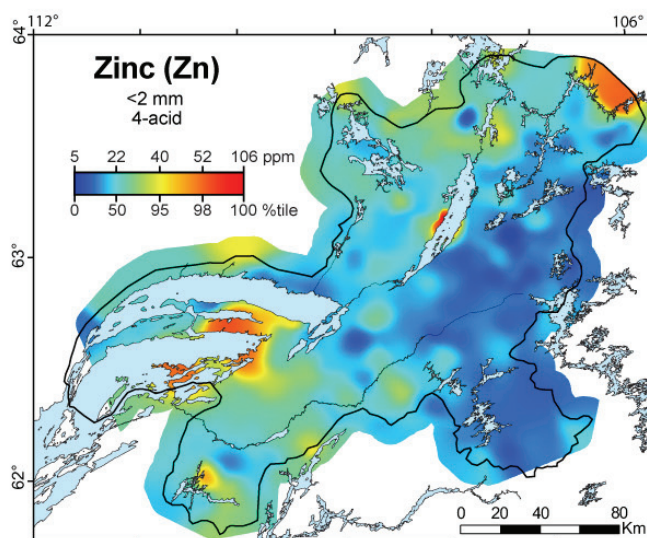 112° 106°
64°
Zinc (Zn)
<2 mm
4-acid
5 22 40 52 106 ppm
0 50 95 98 100 %tile
63°
62°
0 20 40 60 80
Km